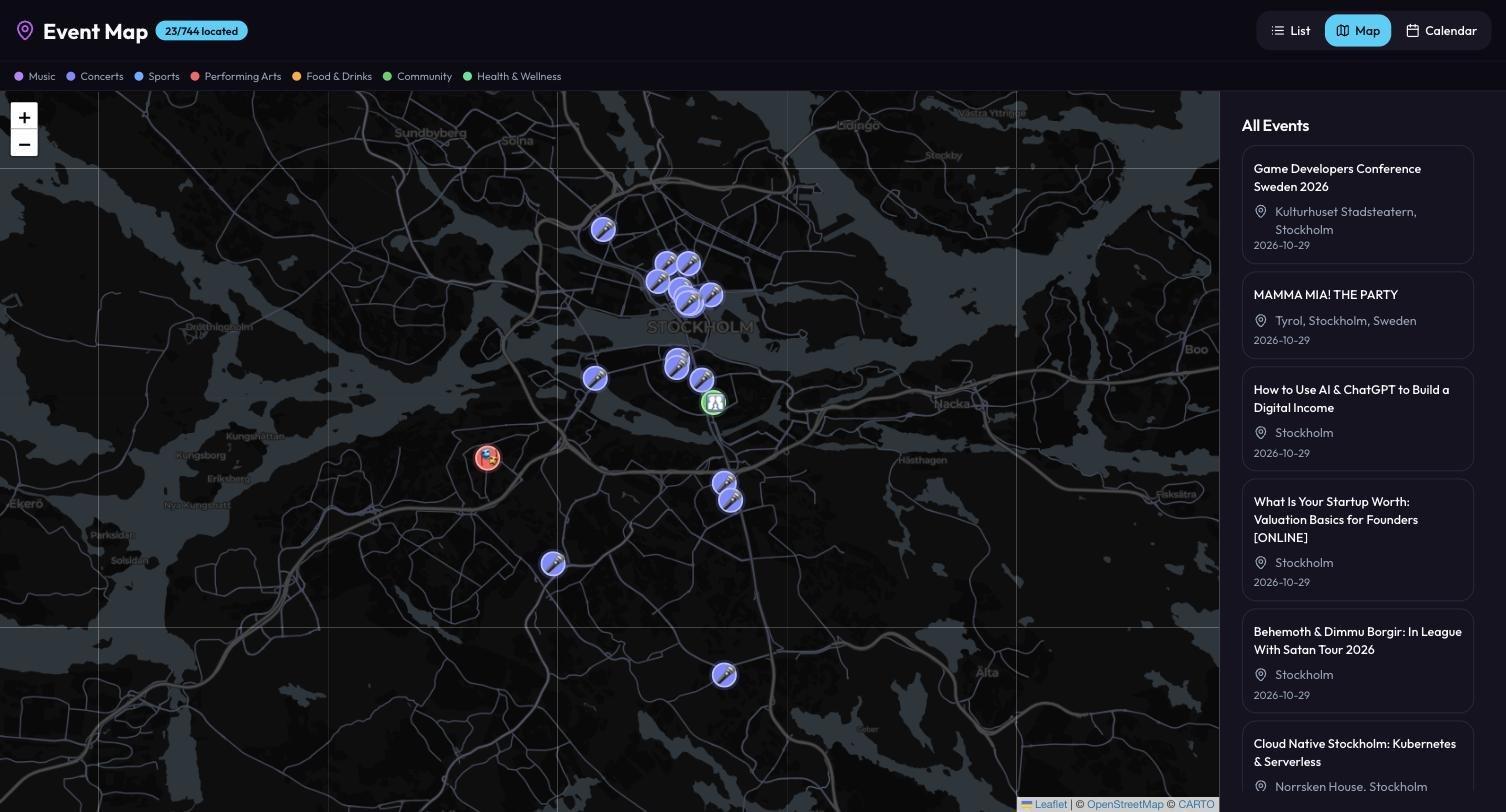 Event Map
23/744 located
List
Map
Calendar
Music
Concerts
Sports
Performing Arts
Food & Drinks
Community
Health & Wellness
+
−
Sundbyberg
Solna
Lidingö
Västra Yttringe
Stockby
Drottningholm
STOCKHOLM
Boo
Nacka
Kungshättan
Kungsborg
Eriksberg
Ekerö
Nya Kungshatt
Hästhagen
Fisksätra
Parksidan
Solsidan
Älta
Leaflet | © OpenStreetMap © CARTO
All Events
Game Developers Conference
Sweden 2026
Kulturhuset Stadsteatern,
Stockholm
2026-10-29
MAMMA MIA! THE PARTY
Tyrol, Stockholm, Sweden
2026-10-29
How to Use AI & ChatGPT to Build a
Digital Income
Stockholm
2026-10-29
What Is Your Startup Worth:
Valuation Basics for Founders
[ONLINE]
Stockholm
2026-10-29
Behemoth & Dimmu Borgir: In League
With Satan Tour 2026
Stockholm
2026-10-29
Cloud Native Stockholm: Kubernetes
& Serverless
Norrsken House, Stockholm